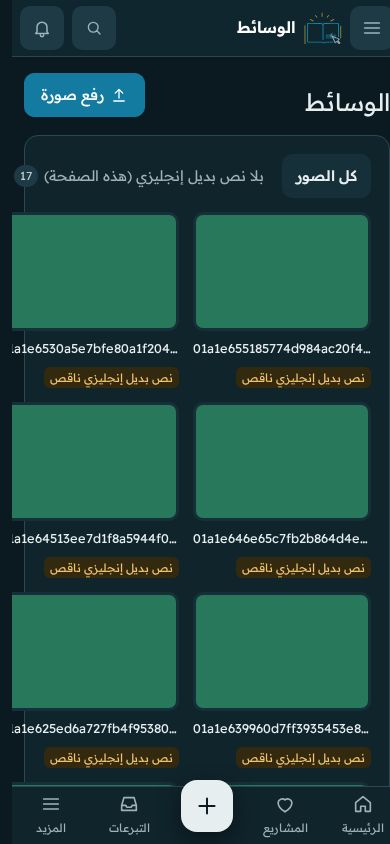 الوسائط
رفع صورة
الوسائط
كل الصور
بلا نص بديل إنجليزي (هذه الصفحة) 17
01a1e655185774d984ac20f4...
1a1e6530a5e7bfe80a1f204...
نص بديل إنجليزي ناقص
نص بديل إنجليزي ناقص
01a1e646e65c7fb2b864d4e...
1a1e64513ee7d1f8a5944f0...
نص بديل إنجليزي ناقص
نص بديل إنجليزي ناقص
01a1e639960d7ff3935453e8...
1a1e625ed6a727fb4f95380...
نص بديل إنجليزي ناقص
نص بديل إنجليزي ناقص
الرئيسية
المشاريع
التبرعات
المزيد